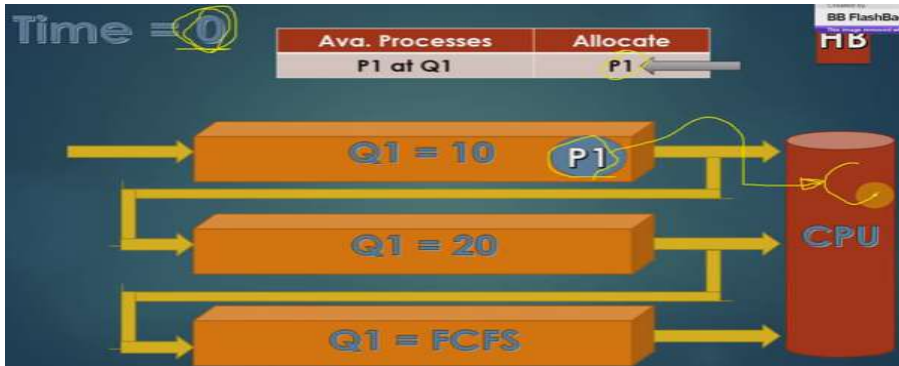 Time = 0
Ava. Processes Allocate
P1 at Q1 P1
BB FlashBa
HB
Q1 = 10 P1
Q1 = 20
CPU
Q1 = FCFS